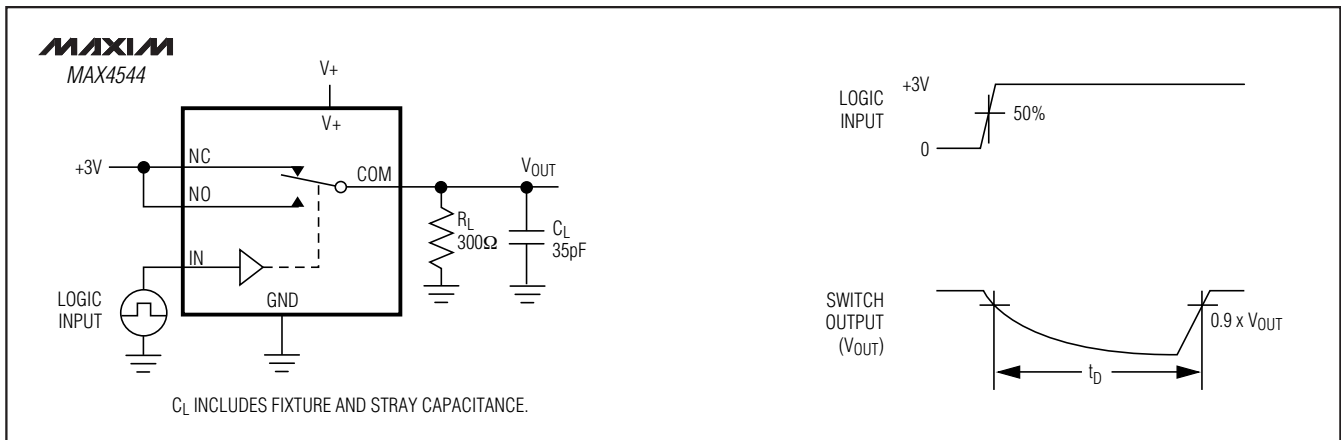 MAXIM
MAX4544
V+
V+
+3V
NC
NO
COM
VOUT
RL
300Ω
CL
35pF
IN
GND
LOGIC
INPUT
CL INCLUDES FIXTURE AND STRAY CAPACITANCE.
LOGIC
INPUT
+3V
50%
0
SWITCH
OUTPUT
(VOUT)
0.9 x VOUT
tD